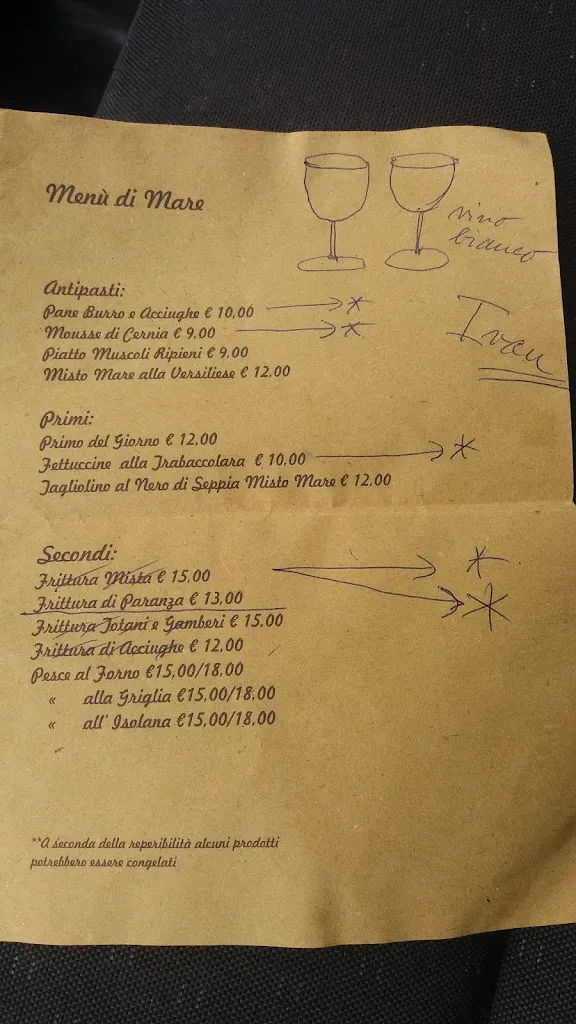 Menù di Mare
vino
bianco
Ivan
Antipasti:
Pane Burro e Acciughe € 10,00
Mousse di Cernia € 9,00
Piatto Muscoli Ripieni € 9,00
Misto Mare alla Versiliese € 12,00
Primi:
Primo del Giorno € 12,00
Fettuccine alla Trabaccolara € 10,00
Tagliolino al Nero di Seppia Misto Mare € 12,00
Secondi:
Frittura Mista € 15,00
Frittura di Paranza € 13,00
Frittura Totani e Gamberi € 15,00
Frittura di Acciughe € 12,00
Pesce al Forno €15,00/18,00
« alla Griglia €15,00/18,00
« all' Isolana €15,00/18,00
**A seconda della reperibilità alcuni prodotti
potrebbero essere congelati